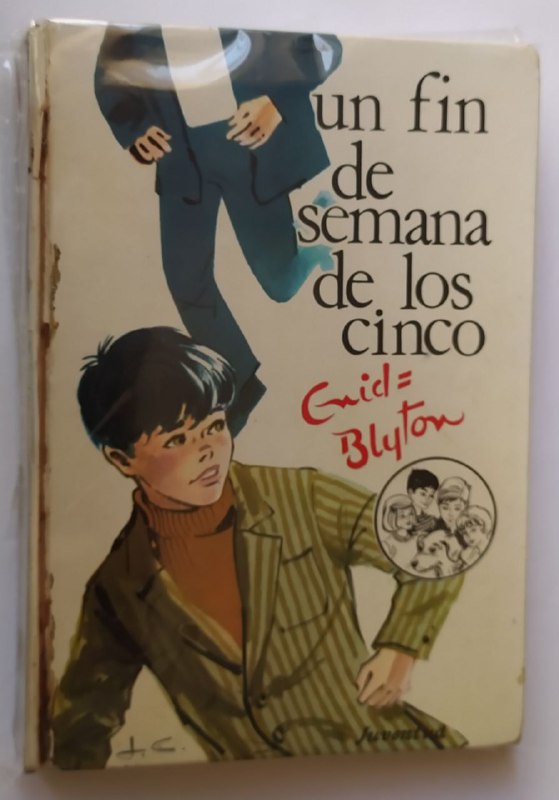 un fin
de
semana
de los
cinco
Enid=
Blyton
Juventud
J. C.